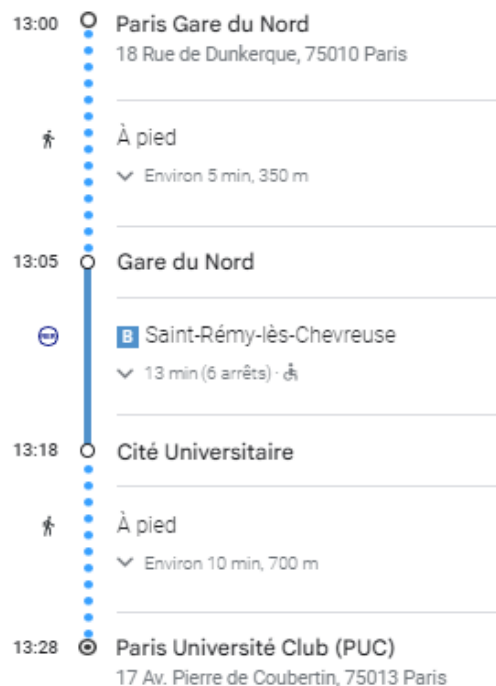 13:00 Paris Gare du Nord
18 Rue de Dunkerque, 75010 Paris
À pied
Environ 5 min, 350 m
13:05 Gare du Nord
RER B Saint-Rémy-lès-Chevreuse
13 min (6 arrêts) ·
13:18 Cité Universitaire
À pied
Environ 10 min, 700 m
13:28 Paris Université Club (PUC)
17 Av. Pierre de Coubertin, 75013 Paris